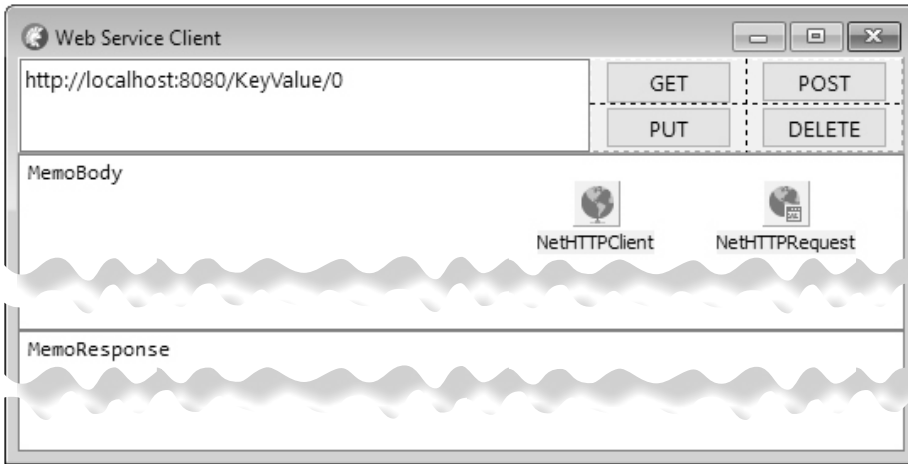 Web Service Client
http://localhost:8080/KeyValue/0
GET POST
PUT DELETE
MemoBody
NetHTTPClient NetHTTPRequest
MemoResponse